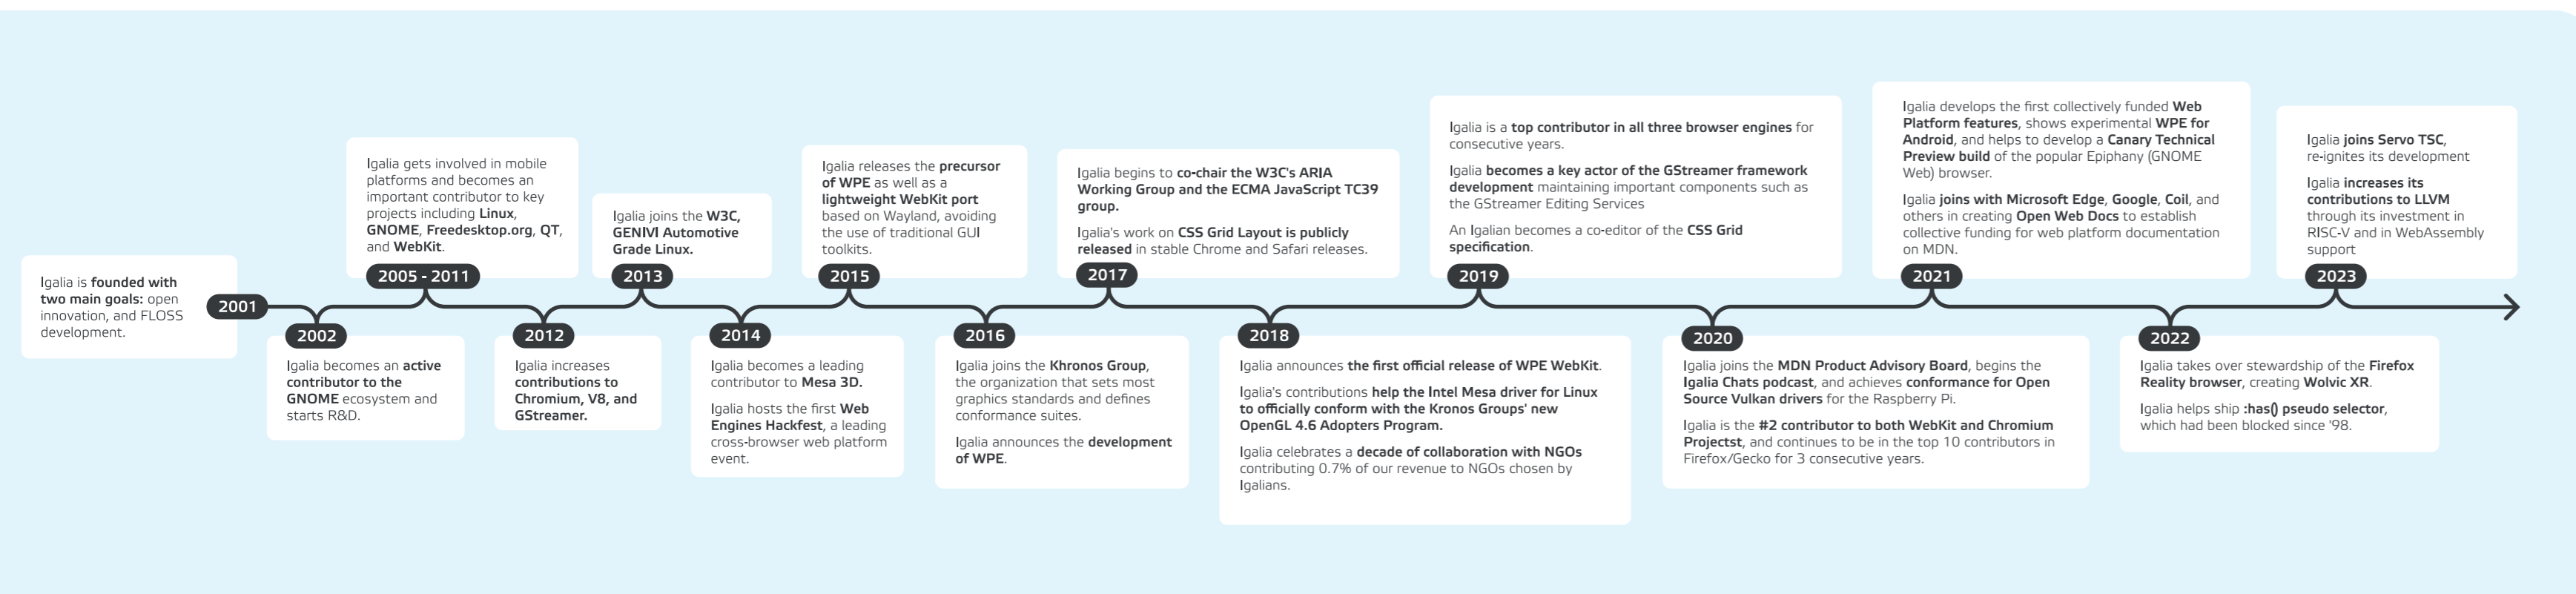 Igalia is founded with
two main goals: open
innovation, and FLOSS
development.
2001
2002
Igalia becomes an active
contributor to the
GNOME ecosystem and
starts R&D.
Igalia gets involved in mobile
platforms and becomes an
important contributor to key
projects including Linux,
GNOME, Freedesktop.org, QT,
and WebKit.
2005 - 2011
2012
Igalia increases
contributions to
Chromium, V8, and
GStreamer.
Igalia joins the W3C,
GENIVI Automotive
Grade Linux.
2013
2014
Igalia becomes a leading
contributor to Mesa 3D.
Igalia hosts the first Web
Engines Hackfest, a leading
cross-browser web platform
event.
Igalia releases the precursor
of WPE as well as a
lightweight WebKit port
based on Wayland, avoiding
the use of traditional GUI
toolkits.
2015
2016
Igalia joins the Khronos Group,
the organization that sets most
graphics standards and defines
conformance suites.
Igalia announces the development
of WPE.
Igalia begins to co-chair the W3C's ARIA
Working Group and the ECMA JavaScript TC39
group.
Igalia's work on CSS Grid Layout is publicly
released in stable Chrome and Safari releases.
2017
2018
Igalia announces the first official release of WPE WebKit.
Igalia's contributions help the Intel Mesa driver for Linux
to officially conform with the Kronos Groups' new
OpenGL 4.6 Adopters Program.
Igalia celebrates a decade of collaboration with NGOs
contributing 0.7% of our revenue to NGOs chosen by
Igalians.
Igalia is a top contributor in all three browser engines for
consecutive years.
Igalia becomes a key actor of the GStreamer framework
development maintaining important components such as
the GStreamer Editing Services
An Igalian becomes a co-editor of the CSS Grid
specification.
2019
2020
Igalia joins the MDN Product Advisory Board, begins the
Igalia Chats podcast, and achieves conformance for Open
Source Vulkan drivers for the Raspberry Pi.
Igalia is the #2 contributor to both WebKit and Chromium
Projectst, and continues to be in the top 10 contributors in
Firefox/Gecko for 3 consecutive years.
Igalia develops the first collectively funded Web
Platform features, shows experimental WPE for
Android, and helps to develop a Canary Technical
Preview build of the popular Epiphany (GNOME
Web) browser.
Igalia joins with Microsoft Edge, Google, Coil, and
others in creating Open Web Docs to establish
collective funding for web platform documentation
on MDN.
2021
2022
Igalia takes over stewardship of the Firefox
Reality browser, creating Wolvic XR.
Igalia helps ship :has() pseudo selector,
which had been blocked since '98.
Igalia joins Servo TSC,
re-ignites its development
Igalia increases its
contributions to LLVM
through its investment in
RISC-V and in WebAssembly
support
2023